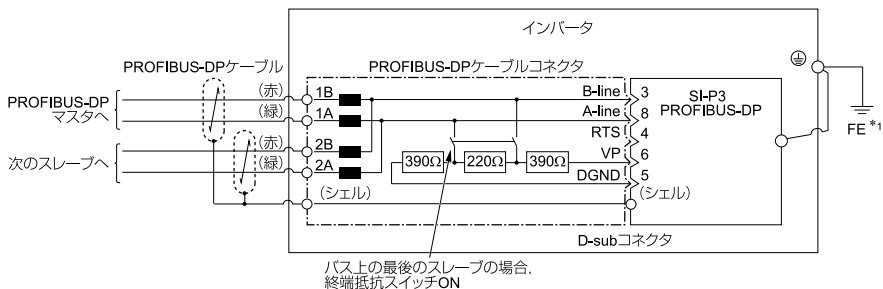 インバータ
PROFIBUS-DPケーブル
PROFIBUS-DPケーブルコネクタ
PROFIBUS-DP
マスタへ
(赤)
(緑)
1B
1A
次のスレーブへ
(赤)
(緑)
2B
2A
(シェル)
B-line
A-line
RTS
VP
DGND
390Ω
220Ω
390Ω
3
8
4
6
5
(シェル)
SI-P3
PROFIBUS-DP
FE *1
D-subコネクタ
バス上の最後のスレーブの場合,
終端抵抗スイッチON